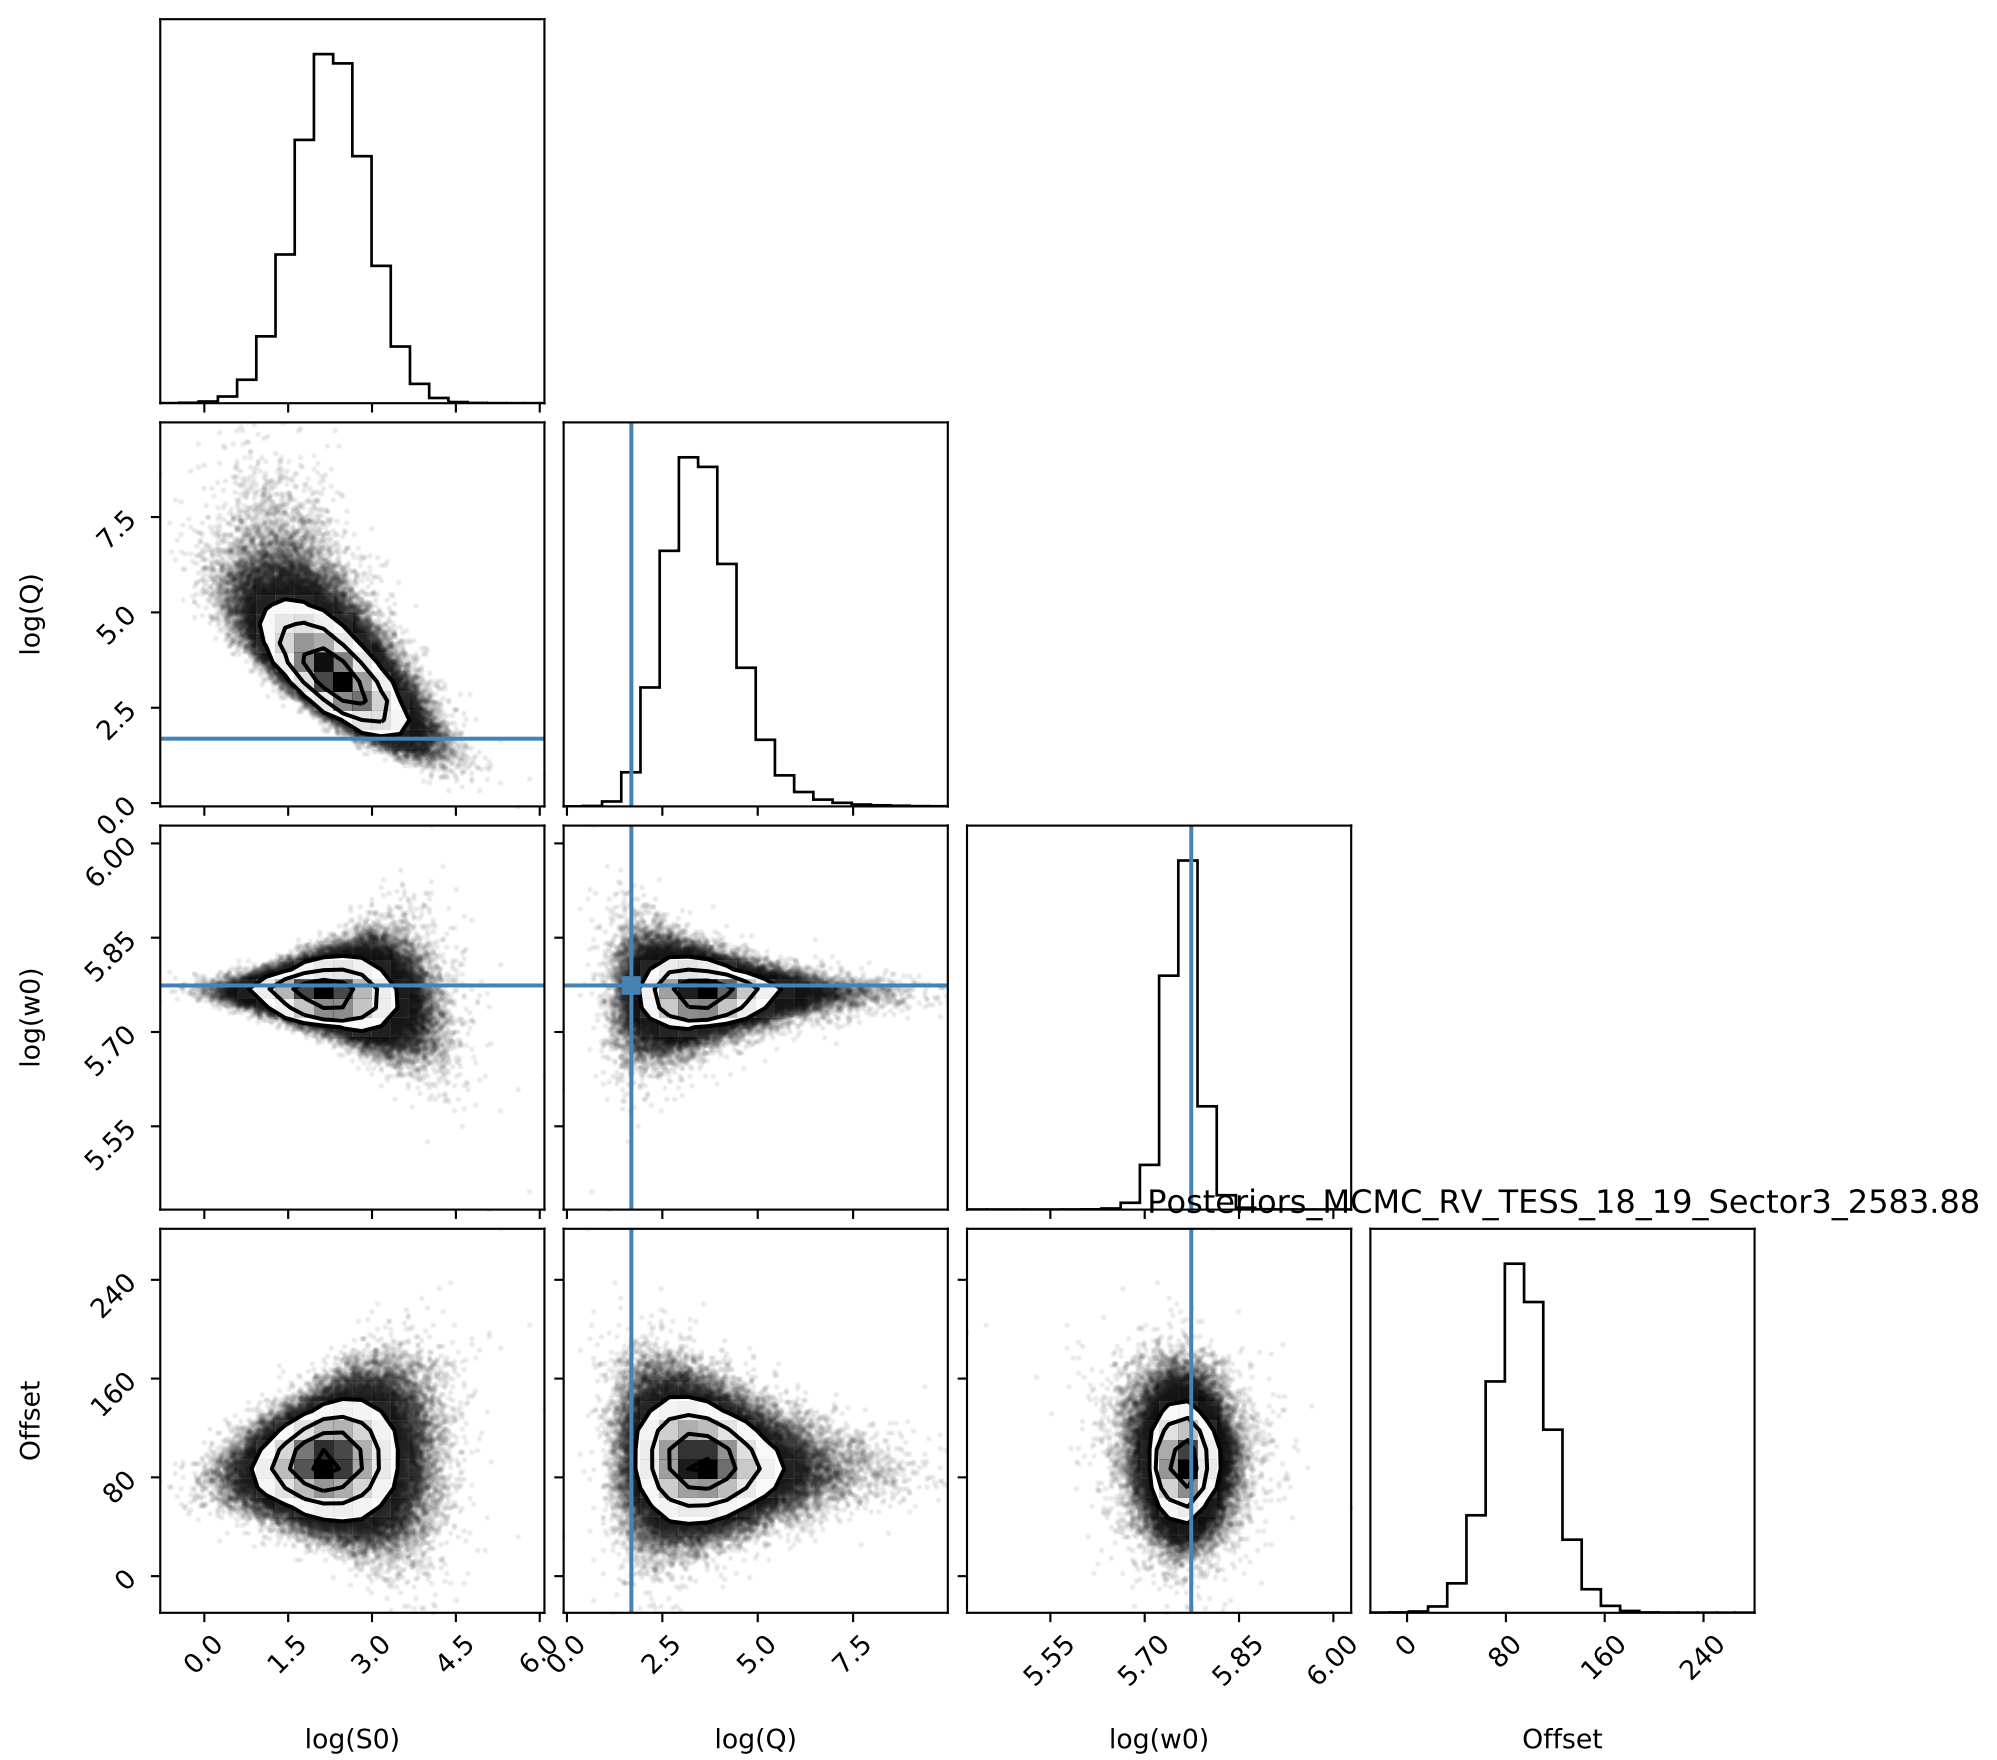 log(Q)
7.5
5.0
2.5
0.0
log(w0)
6.00
5.85
5.70
5.55
Posteriors_MCMC_RV_TESS_18_19_Sector3_2583.88
Offset
240
160
80
0
0.0 1.5 3.0 4.5 6.0 0.0 2.5 5.0 7.5 5.55 5.70 5.85 6.00 0 80 160 240
log(S0) log(Q) log(w0) Offset